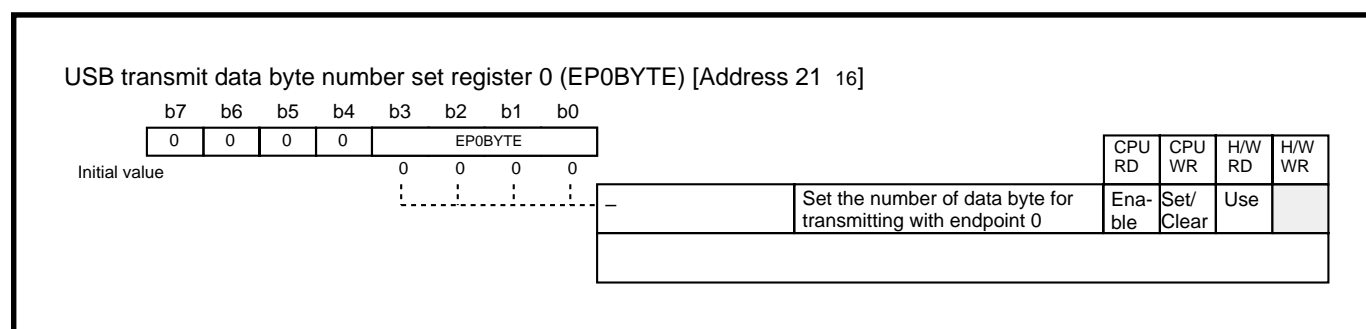 USB transmit data byte number set register 0 (EP0BYTE) [Address 21 16]
b7 b6 b5 b4 b3 b2 b1 b0
0 0 0 0 EP0BYTE
Initial value 0 0 0 0
CPU RD CPU WR H/W RD H/W WR
– Set the number of data byte for Ena- Set/ Use
transmitting with endpoint 0 ble Clear